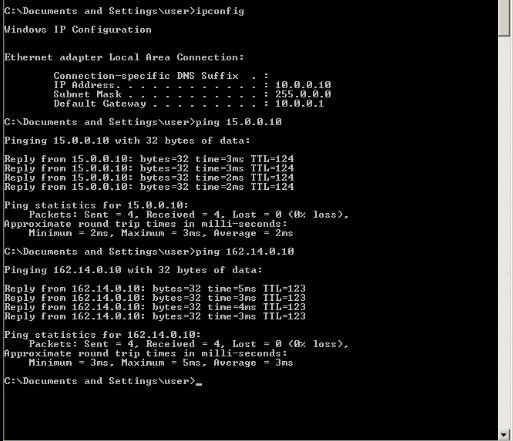 C:\Documents and Settings\user>ipconfig
Windows IP Configuration
Ethernet adapter Local Area Connection:
Connection-specific DNS Suffix  . :
IP Address. . . . . . . . . . . . : 10.0.0.10
Subnet Mask . . . . . . . . . . . : 255.0.0.0
Default Gateway . . . . . . . . . : 10.0.0.1
C:\Documents and Settings\user>ping 15.0.0.10
Pinging 15.0.0.10 with 32 bytes of data:
Reply from 15.0.0.10: bytes=32 time=3ms TTL=124
Reply from 15.0.0.10: bytes=32 time=3ms TTL=124
Reply from 15.0.0.10: bytes=32 time=2ms TTL=124
Reply from 15.0.0.10: bytes=32 time=2ms TTL=124
Ping statistics for 15.0.0.10:
Packets: Sent = 4, Received = 4, Lost = 0 (0% loss),
Approximate round trip times in milli-seconds:
Minimum = 2ms, Maximum = 3ms, Average = 2ms
C:\Documents and Settings\user>ping 162.14.0.10
Pinging 162.14.0.10 with 32 bytes of data:
Reply from 162.14.0.10: bytes=32 time=5ms TTL=123
Reply from 162.14.0.10: bytes=32 time=3ms TTL=123
Reply from 162.14.0.10: bytes=32 time=4ms TTL=123
Reply from 162.14.0.10: bytes=32 time=3ms TTL=123
Ping statistics for 162.14.0.10:
Packets: Sent = 4, Received = 4, Lost = 0 (0% loss),
Approximate round trip times in milli-seconds:
Minimum = 3ms, Maximum = 5ms, Average = 3ms
C:\Documents and Settings\user>_